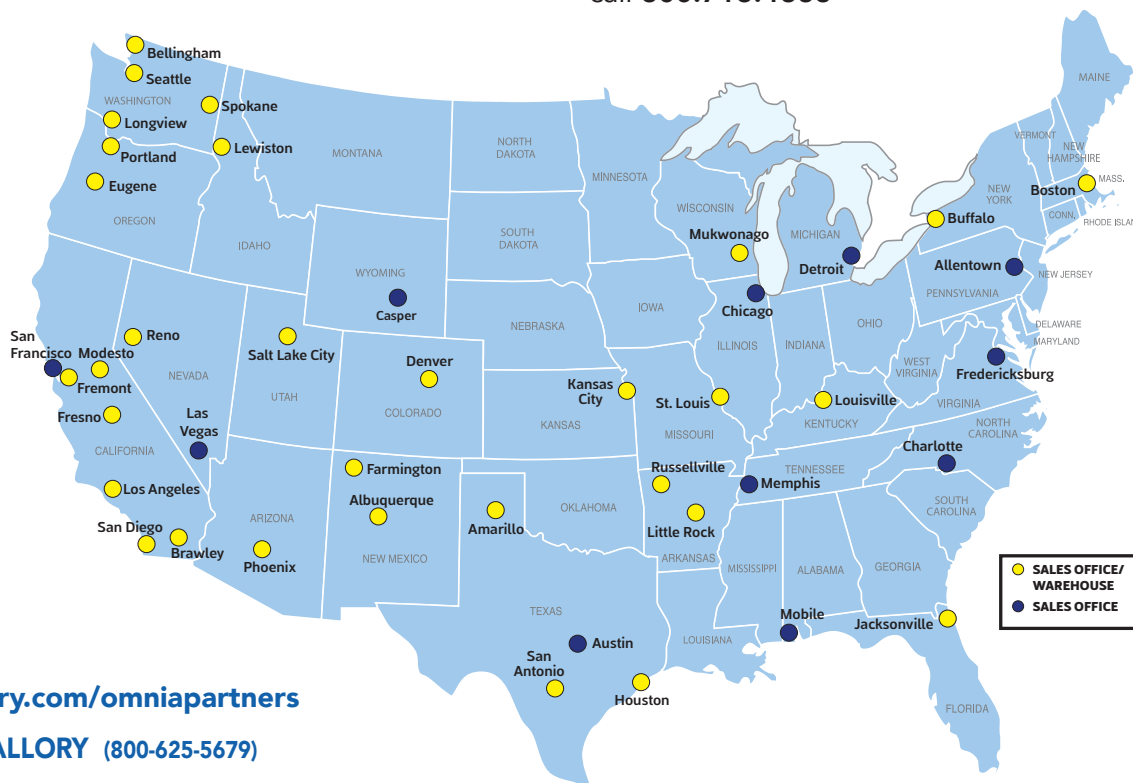 Bellingham
Seattle
WASHINGTON
Spokane
Longview
Portland
Lewiston
Eugene
OREGON
MONTANA
IDAHO
NORTH
DAKOTA
SOUTH
DAKOTA
MINNESOTA
WISCONSIN
Mukwonago
MICHIGAN
Detroit
MAINE
VERMONT
NEW
HAMPSHIRE
MASS.
Boston
NEW
YORK
CONN,
Buffalo
Allentown
NEW JERSEY
PENNSYLVANIA
DELAWARE
MARYLAND
WYOMING
Casper
NEBRASKA
IOWA
Chicago
ILLINOIS
INDIANA
OHIO
WEST
VIRGINIA
Fredericksburg
VIRGINIA
San
Francisco
Modesto
Reno
Fremont
NEVADA
Salt Lake City
UTAH
Denver
COLORADO
Kansas
City
KANSAS
St. Louis
MISSOURI
Louisville
KENTUCKY
NORTH
CAROLINA
Charlotte
Fresno
Las
Vegas
CALIFORNIA
Los Angeles
San Diego
Brawley
ARIZONA
Phoenix
Farmington
Albuquerque
NEW MEXICO
Amarillo
OKLAHOMA
Russellville
Little Rock
ARKANSAS
Memphis
TENNESSEE
SOUTH
CAROLINA
MISSISSIPPI
ALABAMA
GEORGIA
SALES OFFICE/
WAREHOUSE
SALES OFFICE
TEXAS
Austin
San
Antonio
Houston
LOUISIANA
Mobile
Jacksonville
FLORIDA
ry.com/omniapartners
ALLORY (800-625-5679)